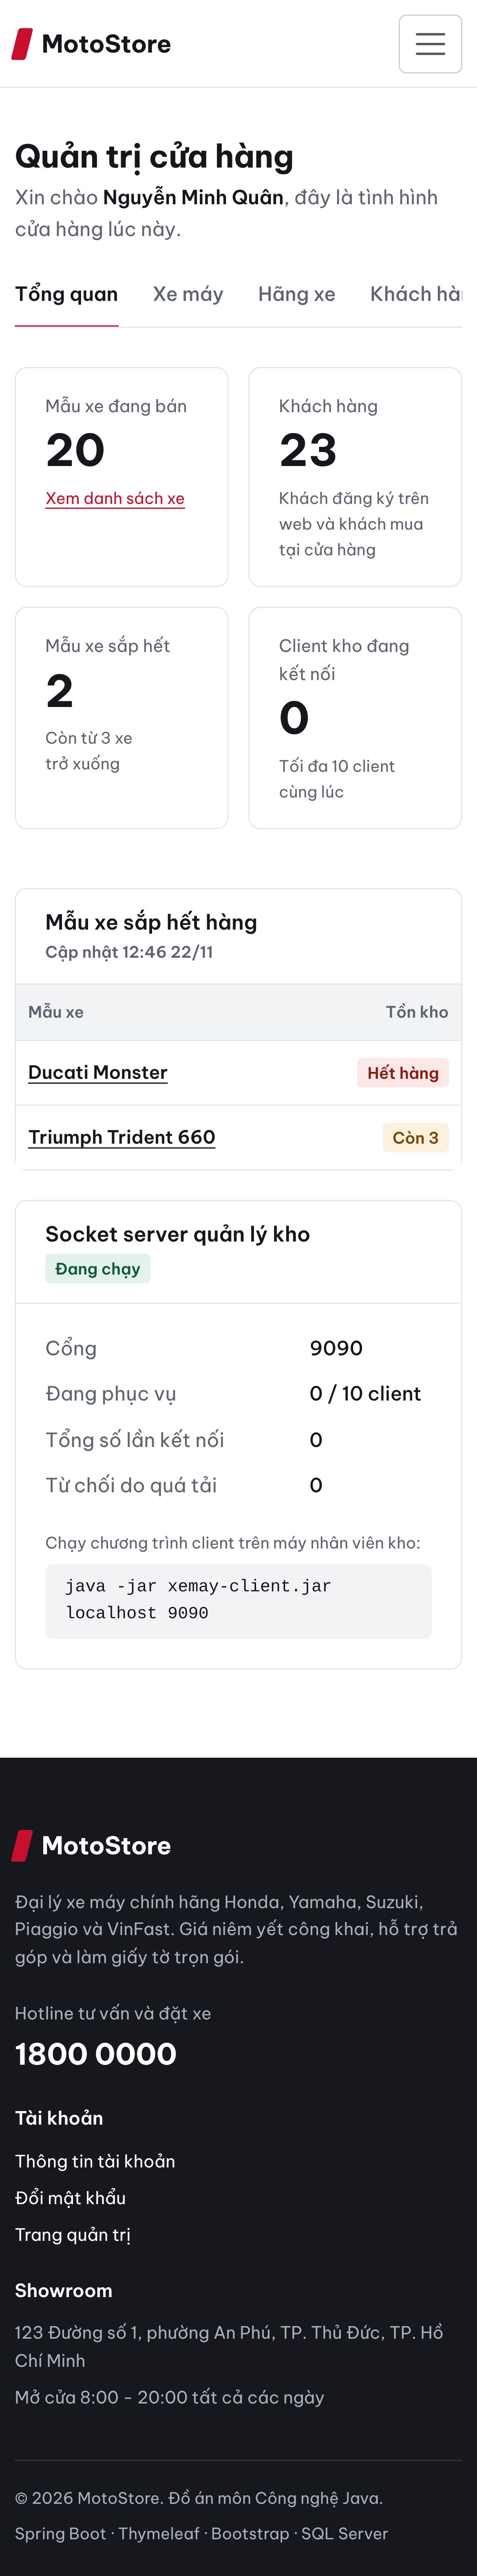 MotoStore
Quản trị cửa hàng
Xin chào Nguyễn Minh Quân, đây là tình hình
cửa hàng lúc này.
Tổng quan Xe máy Hãng xe Khách hàn
Mẫu xe đang bán
20
Xem danh sách xe
Khách hàng
23
Khách đăng ký trên
web và khách mua
tại cửa hàng
Mẫu xe sắp hết
2
Còn từ 3 xe
trở xuống
Client kho đang
kết nối
0
Tối đa 10 client
cùng lúc
Mẫu xe sắp hết hàng
Cập nhật 12:46 22/11
Mẫu xe Tồn kho
Ducati Monster Hết hàng
Triumph Trident 660 Còn 3
Socket server quản lý kho
Đang chạy
Cổng 9090
Đang phục vụ 0 / 10 client
Tổng số lần kết nối 0
Từ chối do quá tải 0
Chạy chương trình client trên máy nhân viên kho:
java -jar xemay-client.jar
localhost 9090
MotoStore
Đại lý xe máy chính hãng Honda, Yamaha, Suzuki,
Piaggio và VinFast. Giá niêm yết công khai, hỗ trợ trả
góp và làm giấy tờ trọn gói.
Hotline tư vấn và đặt xe
1800 0000
Tài khoản
Thông tin tài khoản
Đổi mật khẩu
Trang quản trị
Showroom
123 Đường số 1, phường An Phú, TP. Thủ Đức, TP. Hồ
Chí Minh
Mở cửa 8:00 - 20:00 tất cả các ngày
© 2026 MotoStore. Đồ án môn Công nghệ Java.
Spring Boot · Thymeleaf · Bootstrap · SQL Server